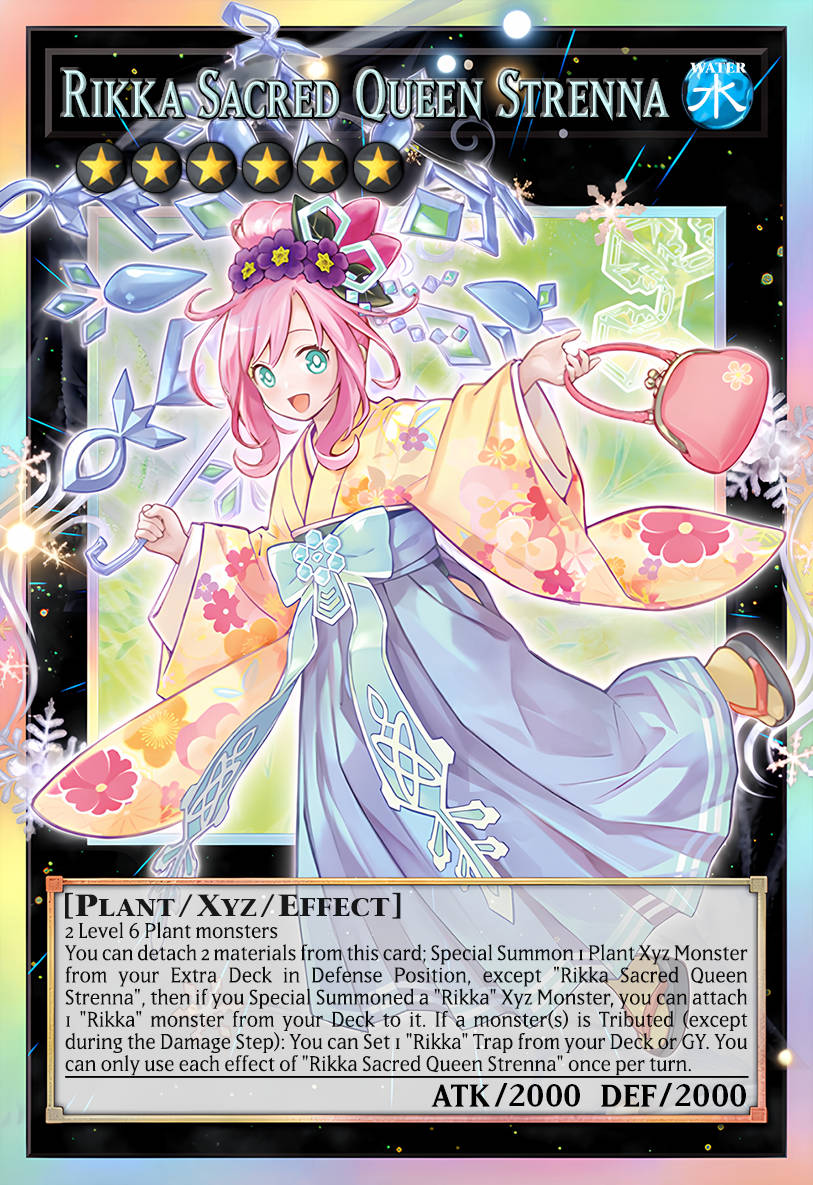 Rikka Sacred Queen Strenna
WATER
水
[Plant/Xyz/Effect]
2 Level 6 Plant monsters
You can detach 2 materials from this card; Special Summon 1 Plant Xyz Monster
from your Extra Deck in Defense Position, except "Rikka Sacred Queen
Strenna", then if you Special Summoned a "Rikka" Xyz Monster, you can attach
1 "Rikka" monster from your Deck to it. If a monster(s) is Tributed (except
during the Damage Step): You can Set 1 "Rikka" Trap from your Deck or GY. You
can only use each effect of "Rikka Sacred Queen Strenna" once per turn.
ATK/2000 DEF/2000